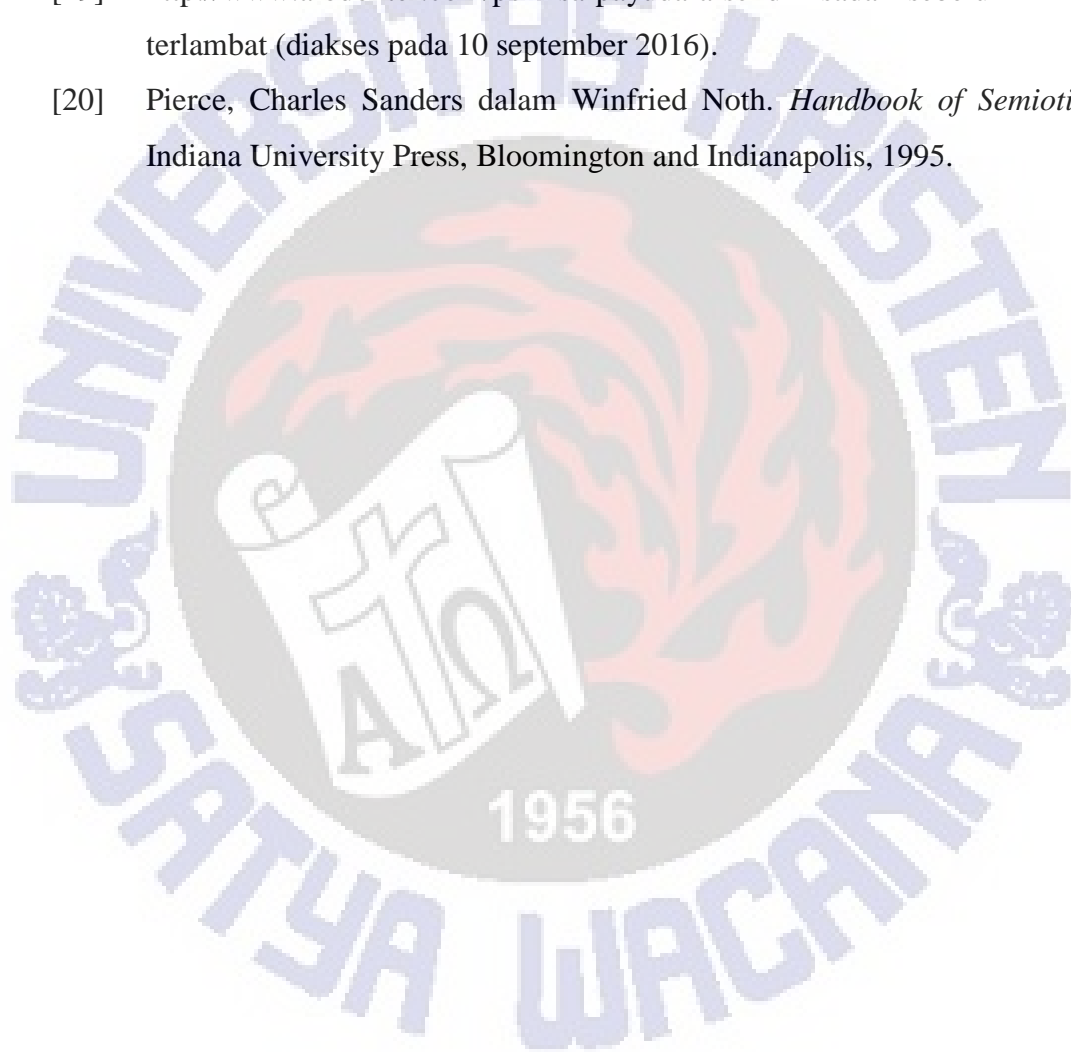 terlambat (diakses pada 10 september 2016).
[20] Pierce, Charles Sanders dalam Winfried Noth. Handbook of Semioti
Indiana University Press, Bloomington and Indianapolis, 1995.
UNIVERSITAS KRISTEN
Α Ω
1956
SATYA WACANA